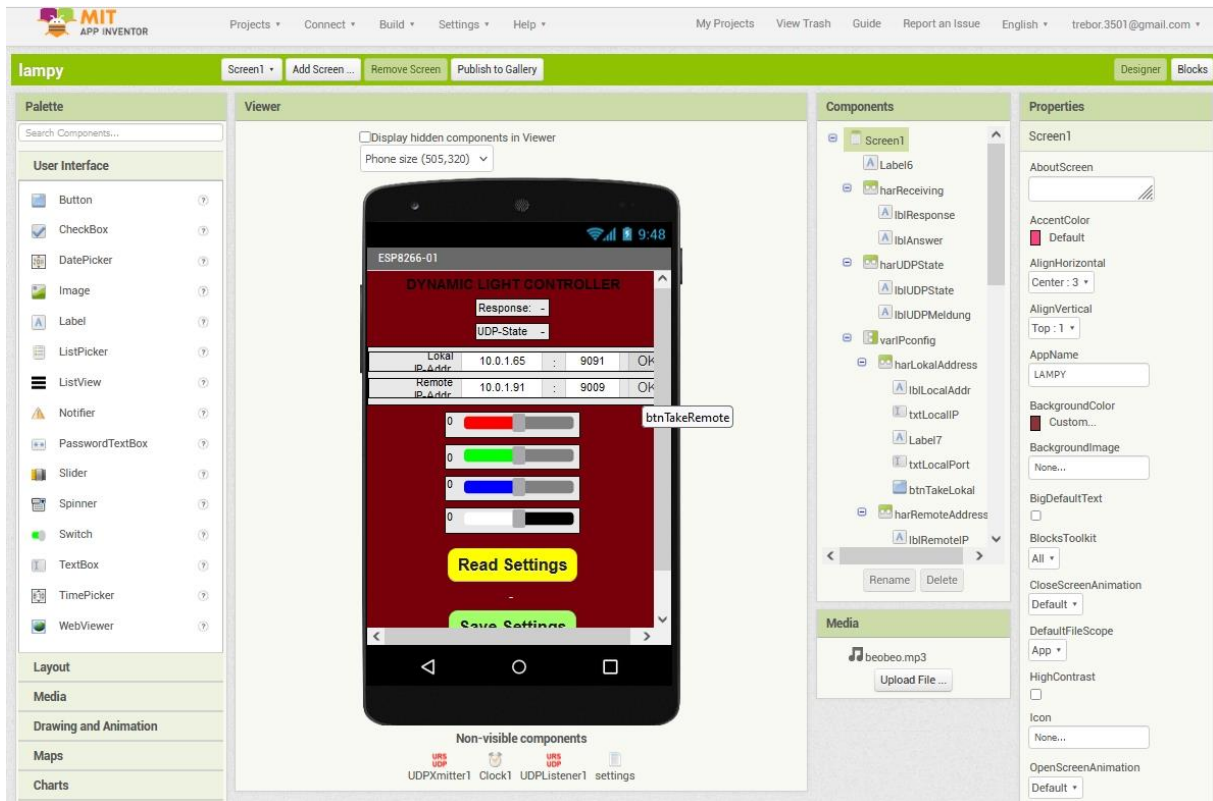 MIT
APP INVENTOR
Projects Connect Build Settings Help My Projects View Trash Guide Report an Issue English trebor.3501@gmail.com
lampy Screen1 Add Screen ... Remove Screen Publish to Gallery Designer Blocks
Palette
Search Components...
User Interface
Button
CheckBox
DatePicker
Image
Label
ListPicker
ListView
Notifier
PasswordTextBox
Slider
Spinner
Switch
TextBox
TimePicker
WebViewer
Layout
Media
Drawing and Animation
Maps
Charts
Viewer
Display hidden components in Viewer
Phone size (505,320)
9:48
ESP8266-01
DYNAMIC LIGHT CONTROLLER
Response: -
UDP-State -
Lokal
IP-Addr 10.0.1.65 : 9091 OK
Remote
IP-Addr 10.0.1.91 : 9009 OK
btnTakeRemote
0
0
0
0
Read Settings
-
Save Settings
Non-visible components
URS UDP URS UDP
UDPXmitter1 Clock1 UDPListener1 settings
Components
Screen1
A Label6
harReceiving
A lblResponse
A lblAnswer
harUDPState
A lblUDPState
A lblUDPMeldung
varIPconfig
harLokalAddress
A lblLocalAddr
txtLocalIP
A Label7
txtLocalPort
btnTakeLokal
harRemoteAddress
A lblRemoteIP
Rename Delete
Media
beobeo.mp3
Upload File ...
Properties
Screen1
AboutScreen
AccentColor
Default
AlignHorizontal
Center : 3
AlignVertical
Top : 1
AppName
LAMPY
BackgroundColor
Custom...
BackgroundImage
None...
BigDefaultText
BlocksToolkit
All
CloseScreenAnimation
Default
DefaultFileScope
App
HighContrast
Icon
None...
OpenScreenAnimation
Default